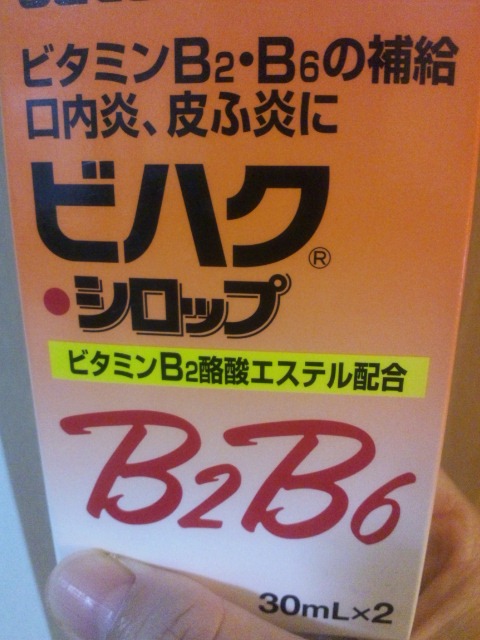 ビタミンB2・B6の補給
口内炎、皮ふ炎に
ビハク®
・シロップ
ビタミンB2酪酸エステル配合
B2B6
30mL×2